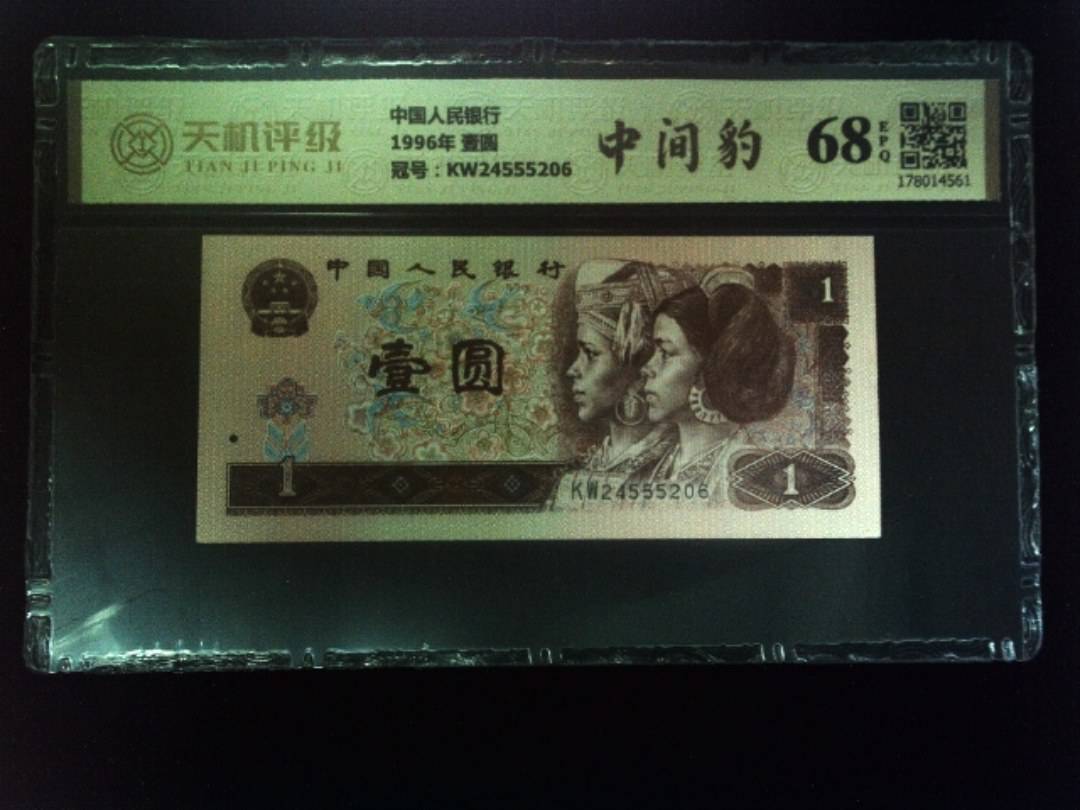 天机评级
TIAN JI PING JI
中国人民银行
1996年 壹圆
冠号：KW24555206
中间豹
68
EPQ
178014561
中国人民银行
1
壹圆
1
KW24555206
1